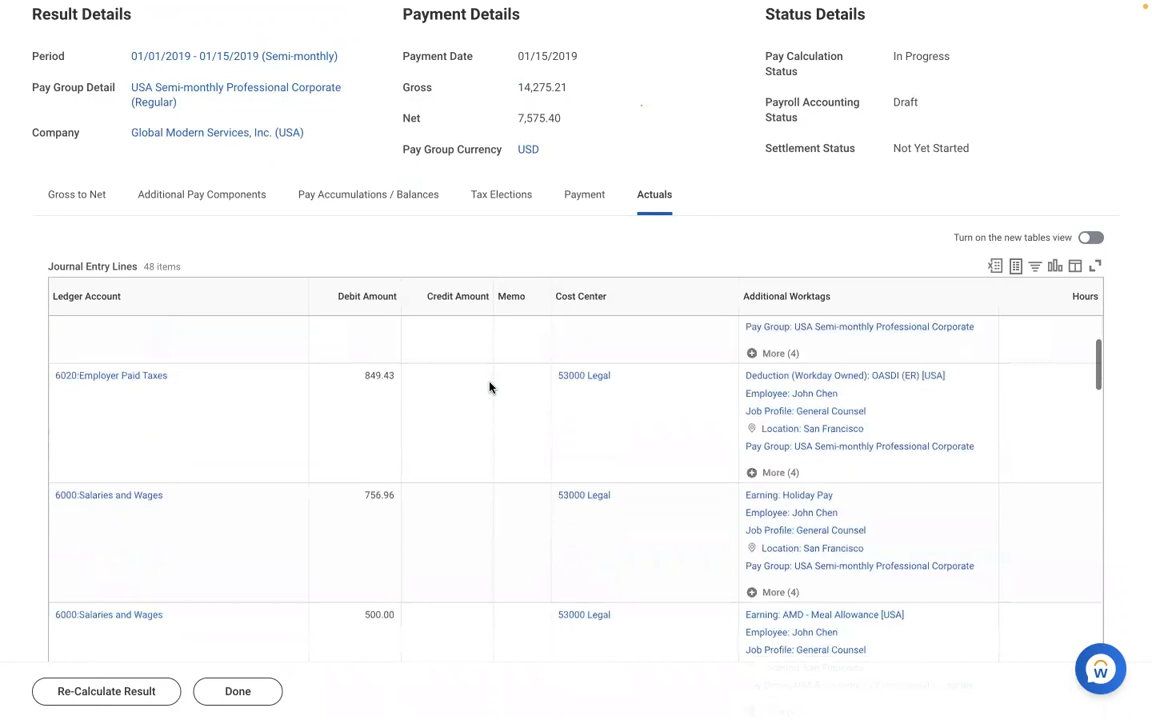 Result Details
Payment Details
Status Details
Period
01/01/2019 - 01/15/2019 (Semi-monthly)
Payment Date
01/15/2019
Pay Calculation
Status
In Progress
Pay Group Detail
USA Semi-monthly Professional Corporate
(Regular)
Gross
14,275.21
Payroll Accounting
Status
Draft
Company
Global Modern Services, Inc. (USA)
Net
7,575.40
Pay Group Currency
USD
Settlement Status
Not Yet Started
Gross to Net
Additional Pay Components
Pay Accumulations / Balances
Tax Elections
Payment
Actuals
Turn on the new tables view
Journal Entry Lines 48 items
Ledger Account
Debit Amount
Credit Amount
Memo
Cost Center
Additional Worktags
Hours
Pay Group: USA Semi-monthly Professional Corporate
More (4)
6020:Employer Paid Taxes
849.43
53000 Legal
Deduction (Workday Owned): OASDI (ER) [USA]
Employee: John Chen
Job Profile: General Counsel
Location: San Francisco
Pay Group: USA Semi-monthly Professional Corporate
More (4)
6000:Salaries and Wages
756.96
53000 Legal
Earning: Holiday Pay
Employee: John Chen
Job Profile: General Counsel
Location: San Francisco
Pay Group: USA Semi-monthly Professional Corporate
More (4)
6000:Salaries and Wages
500.00
53000 Legal
Earning: AMD - Meal Allowance [USA]
Employee: John Chen
Job Profile: General Counsel
Re-Calculate Result
Done
W